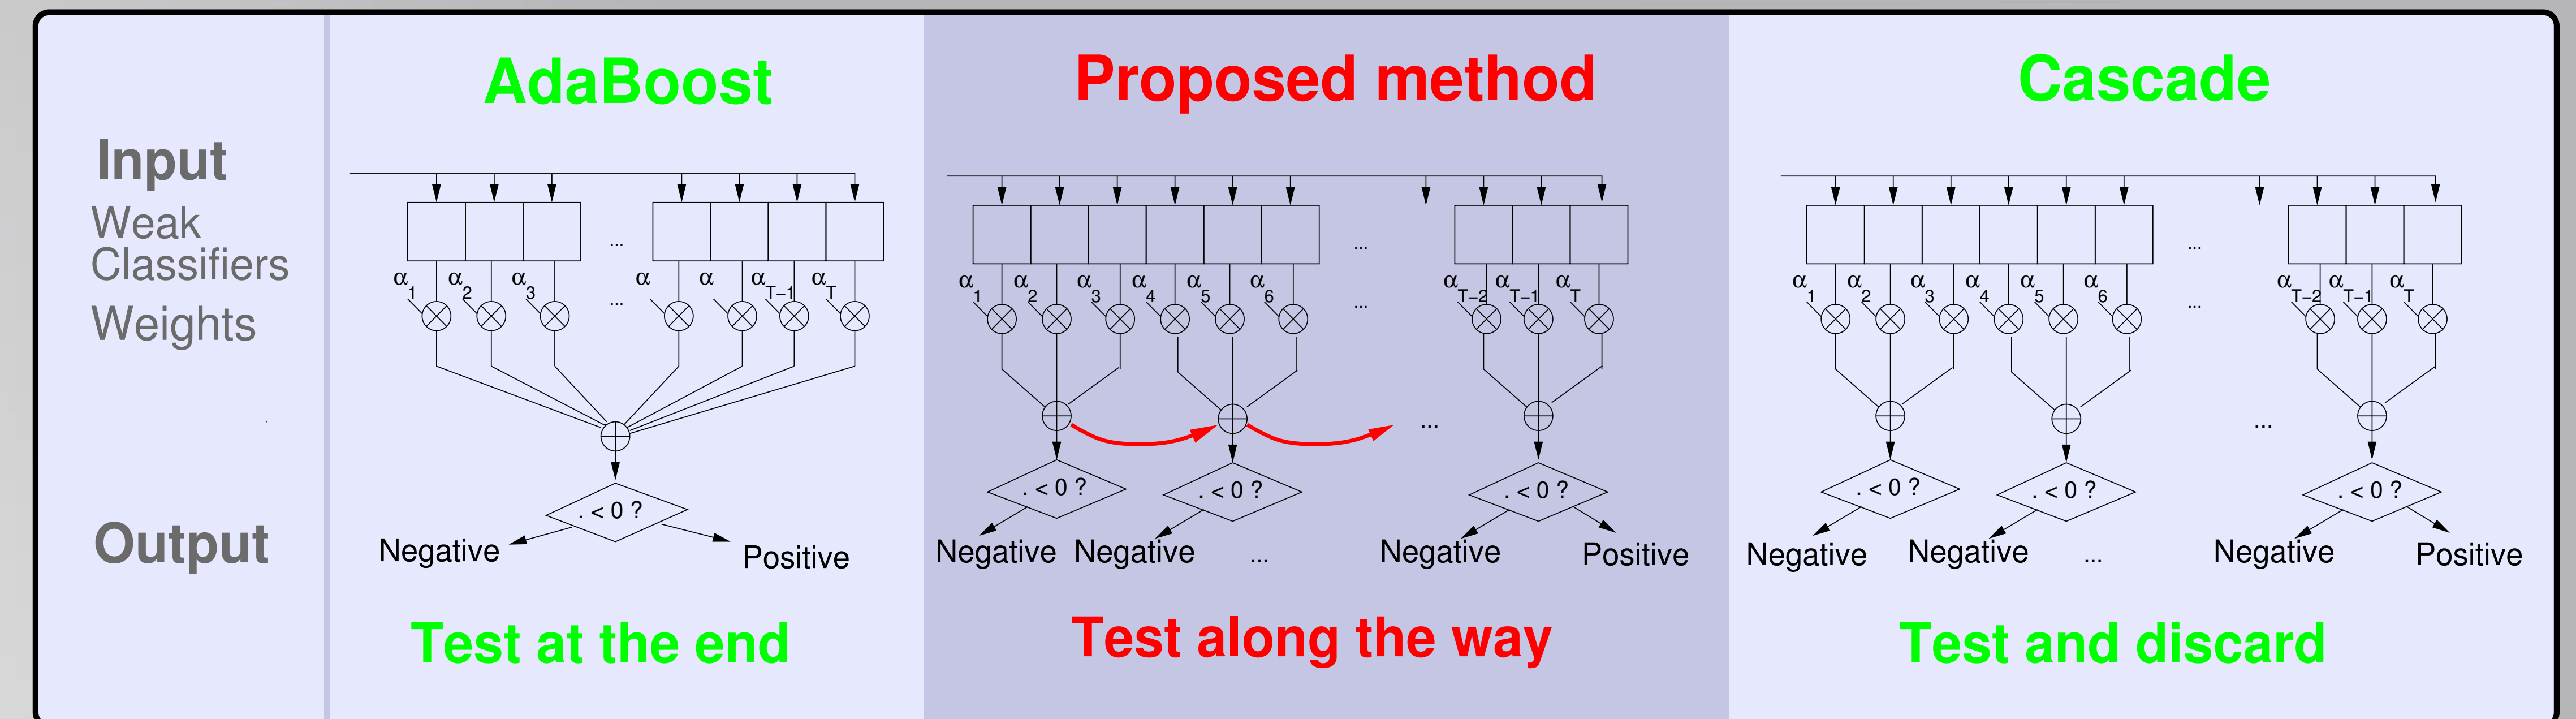 AdaBoost
Proposed method
Cascade
Input
Weak
Classifiers
Weights
Output
...
α1 α2 α3 ... α α αT−1 αT
. < 0 ?
Negative Positive
Test at the end
...
α1 α2 α3 α4 α5 α6 ... αT−2 αT−1 αT
...
. < 0 ? . < 0 ? . < 0 ?
Negative Negative ... Negative Positive
Test along the way
...
α1 α2 α3 α4 α5 α6 ... αT−2 αT−1 αT
...
. < 0 ? . < 0 ? . < 0 ?
Negative Negative ... Negative Positive
Test and discard